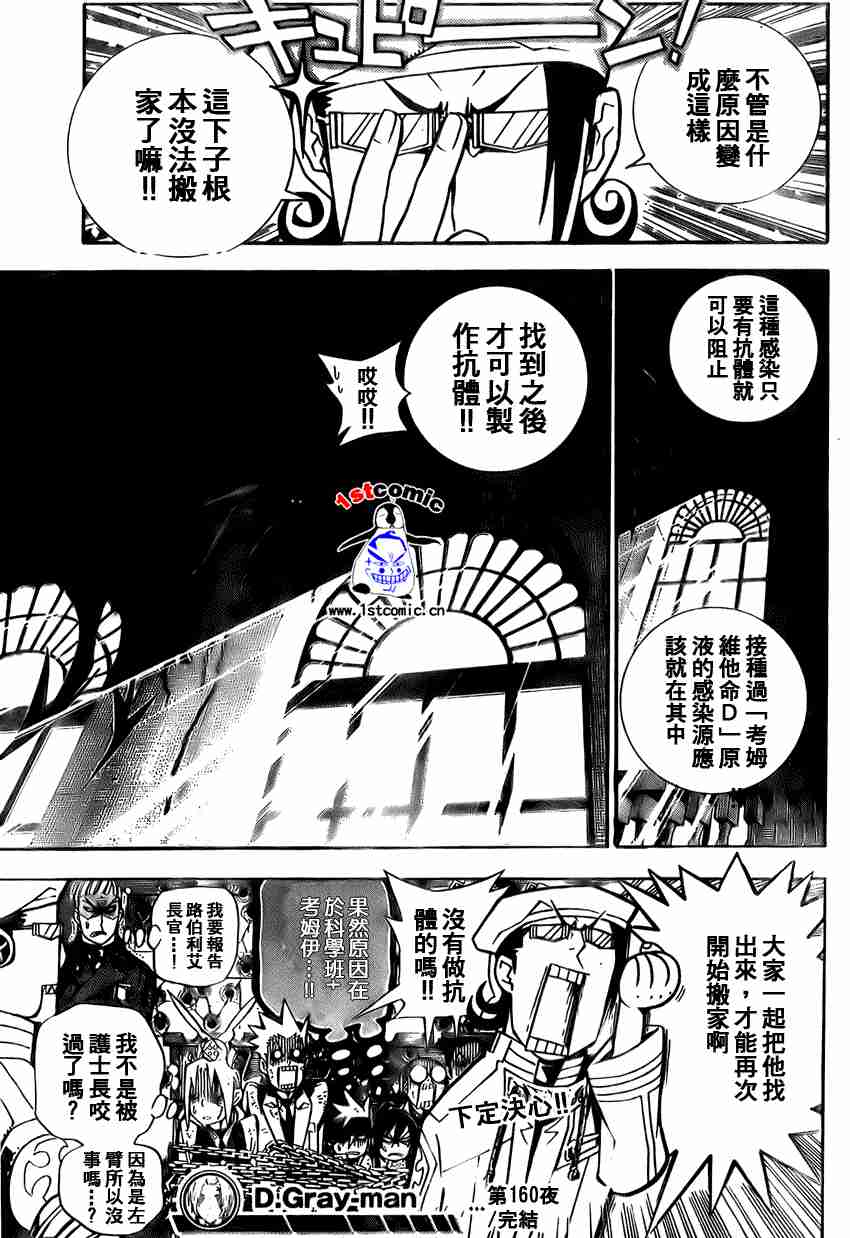 キュピーン！
不管是什
麼原因變
成這樣
這下子根
本沒法搬
家了嘛!!
這種感染只
要有抗體就
可以阻止
接種過「考姆
維他命D」原
液的感染源應
該就在其中
找到之後
才可以製
作抗體!!
哎哎!!
1stcomic
www.1stcomic.cn
大家一起把他找
出來，才能再次
開始搬家啊
沒有做抗
體的嗎!!
下定決心!!
果然原因在
於科學班+
考姆伊…!!
我要報告
路伯利艾
長官…!
我不是被
護士長咬
過了嗎?
因為是左
臂所以沒
事嗎…?
D.Gray-man
…第160夜
/完結